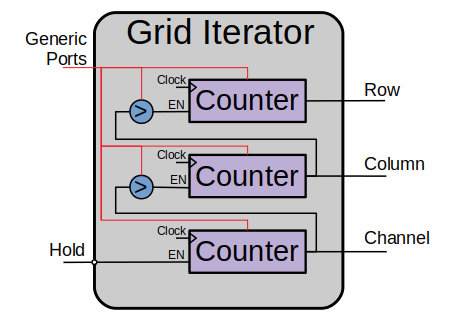 Grid Iterator
Generic
Ports
Clock
Counter
EN
>
Row
Clock
Counter
EN
>
Column
Clock
Counter
EN
Hold
Channel